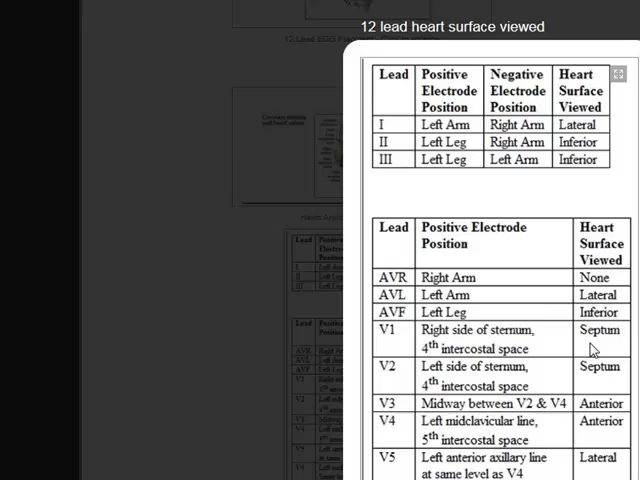 12 lead heart surface viewed
Lead Positive Electrode Position Negative Electrode Position Heart Surface Viewed
I Left Arm Right Arm Lateral
II Left Leg Right Arm Inferior
III Left Leg Left Arm Inferior
Lead Positive Electrode Position Heart Surface Viewed
AVR Right Arm None
AVL Left Arm Lateral
AVF Left Leg Inferior
V1 Right side of sternum, 4th intercostal space Septum
V2 Left side of sternum, 4th intercostal space Septum
V3 Midway between V2 & V4 Anterior
V4 Left midclavicular line, 5th intercostal space Anterior
V5 Left anterior axillary line at same level as V4 Lateral